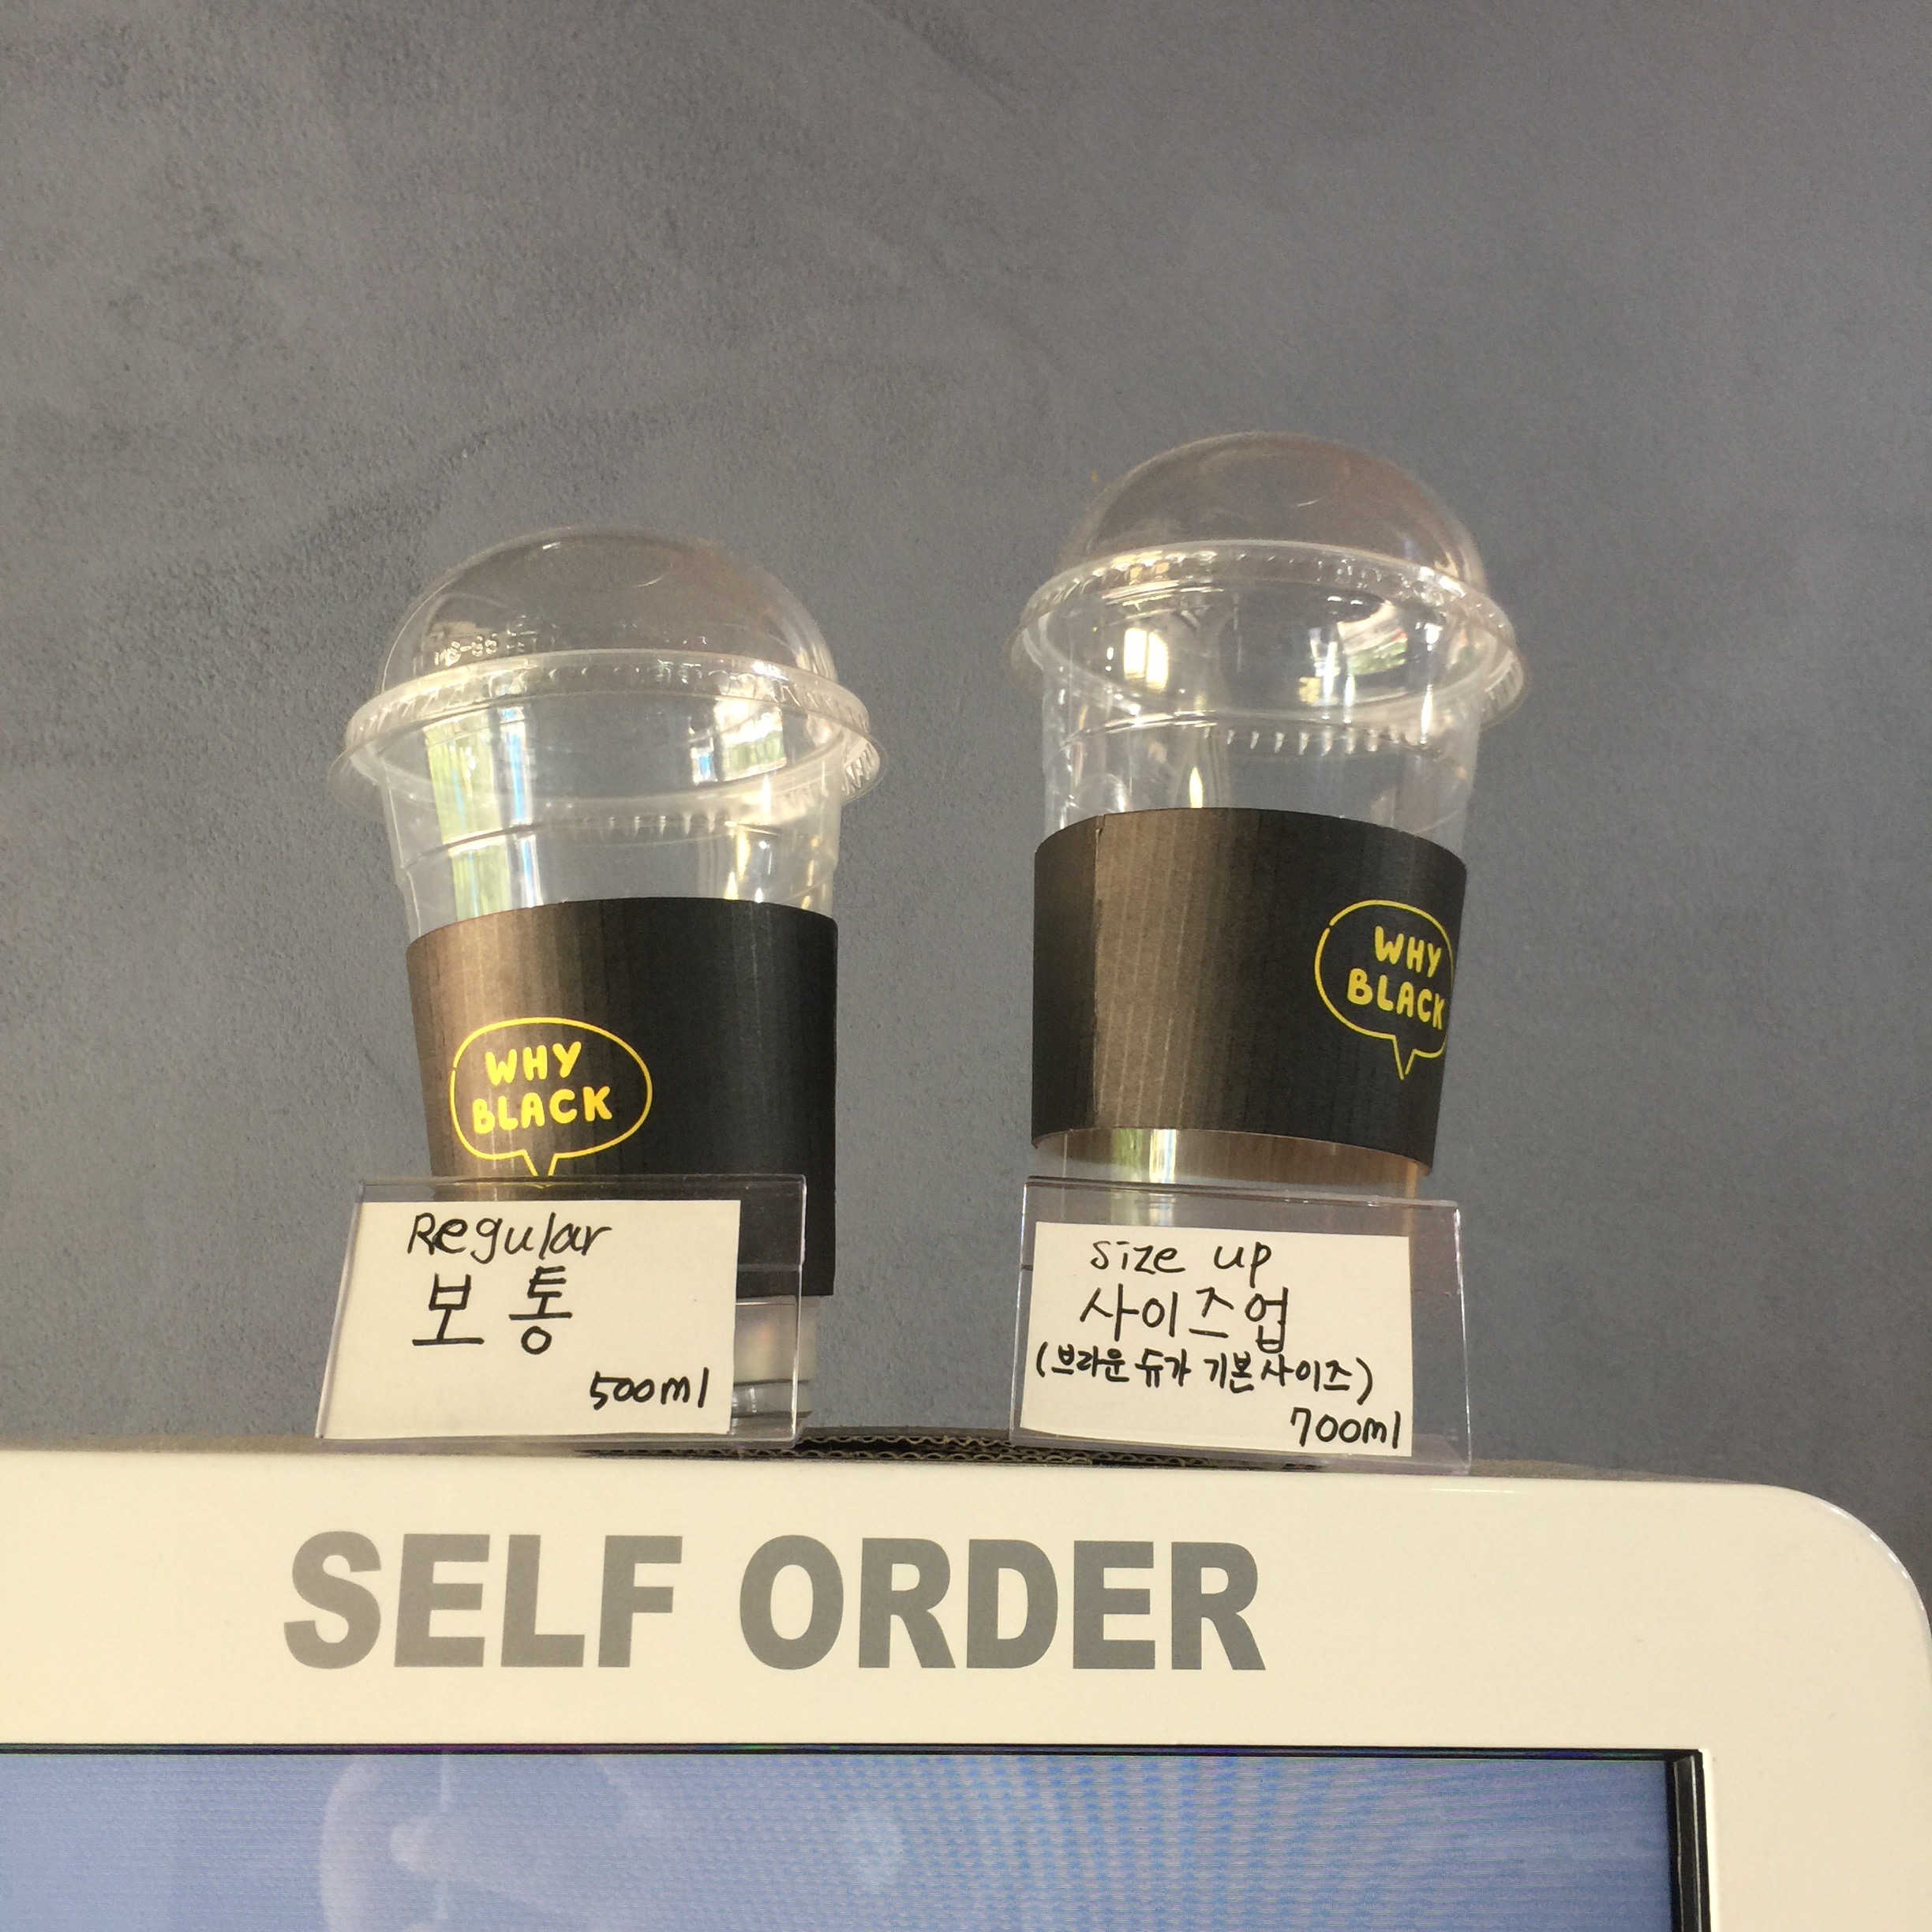 WHY
BLACK
WHY
BLACK
Regular
보통
500ml
size up
사이즈업
(브라운슈가 기본사이즈)
700ml
SELF ORDER